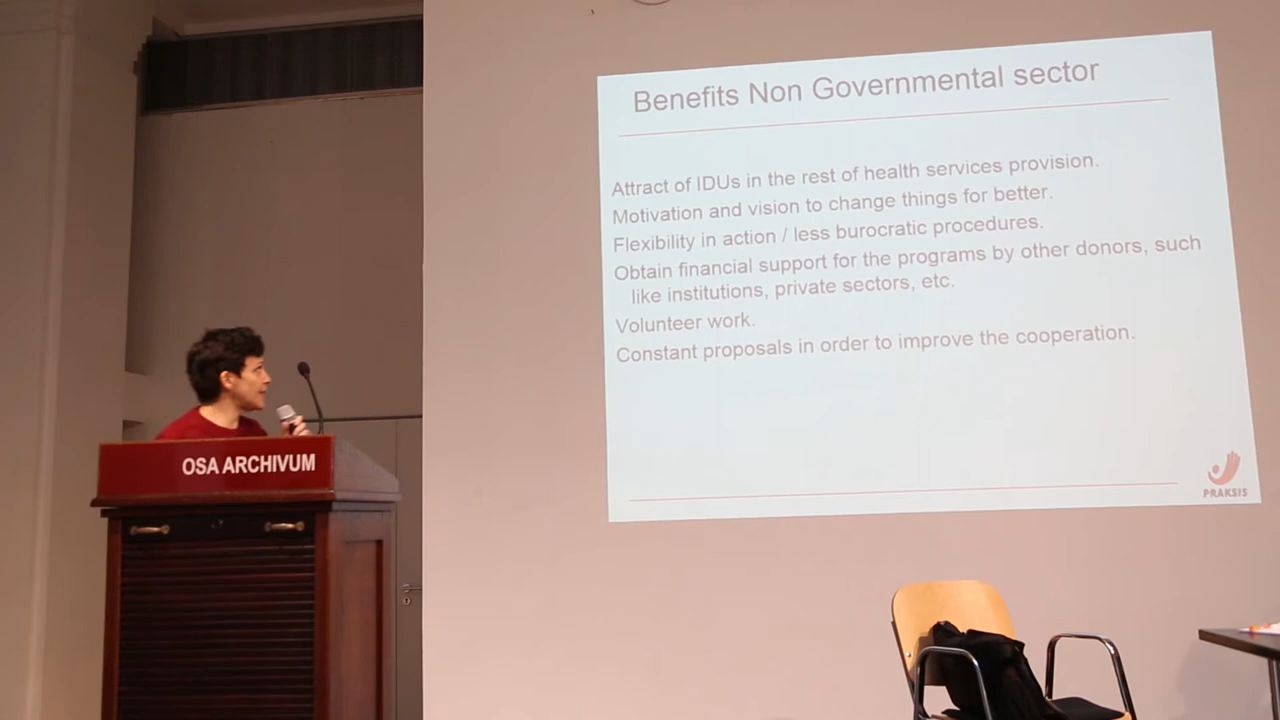 Benefits Non Governmental sector
Attract of IDUs in the rest of health services provision.
Motivation and vision to change things for better.
Flexibility in action / less burocratic procedures.
Obtain financial support for the programs by other donors, such
like institutions, private sectors, etc.
Volunteer work.
Constant proposals in order to improve the cooperation.
PRAKSIS
OSA ARCHIVUM